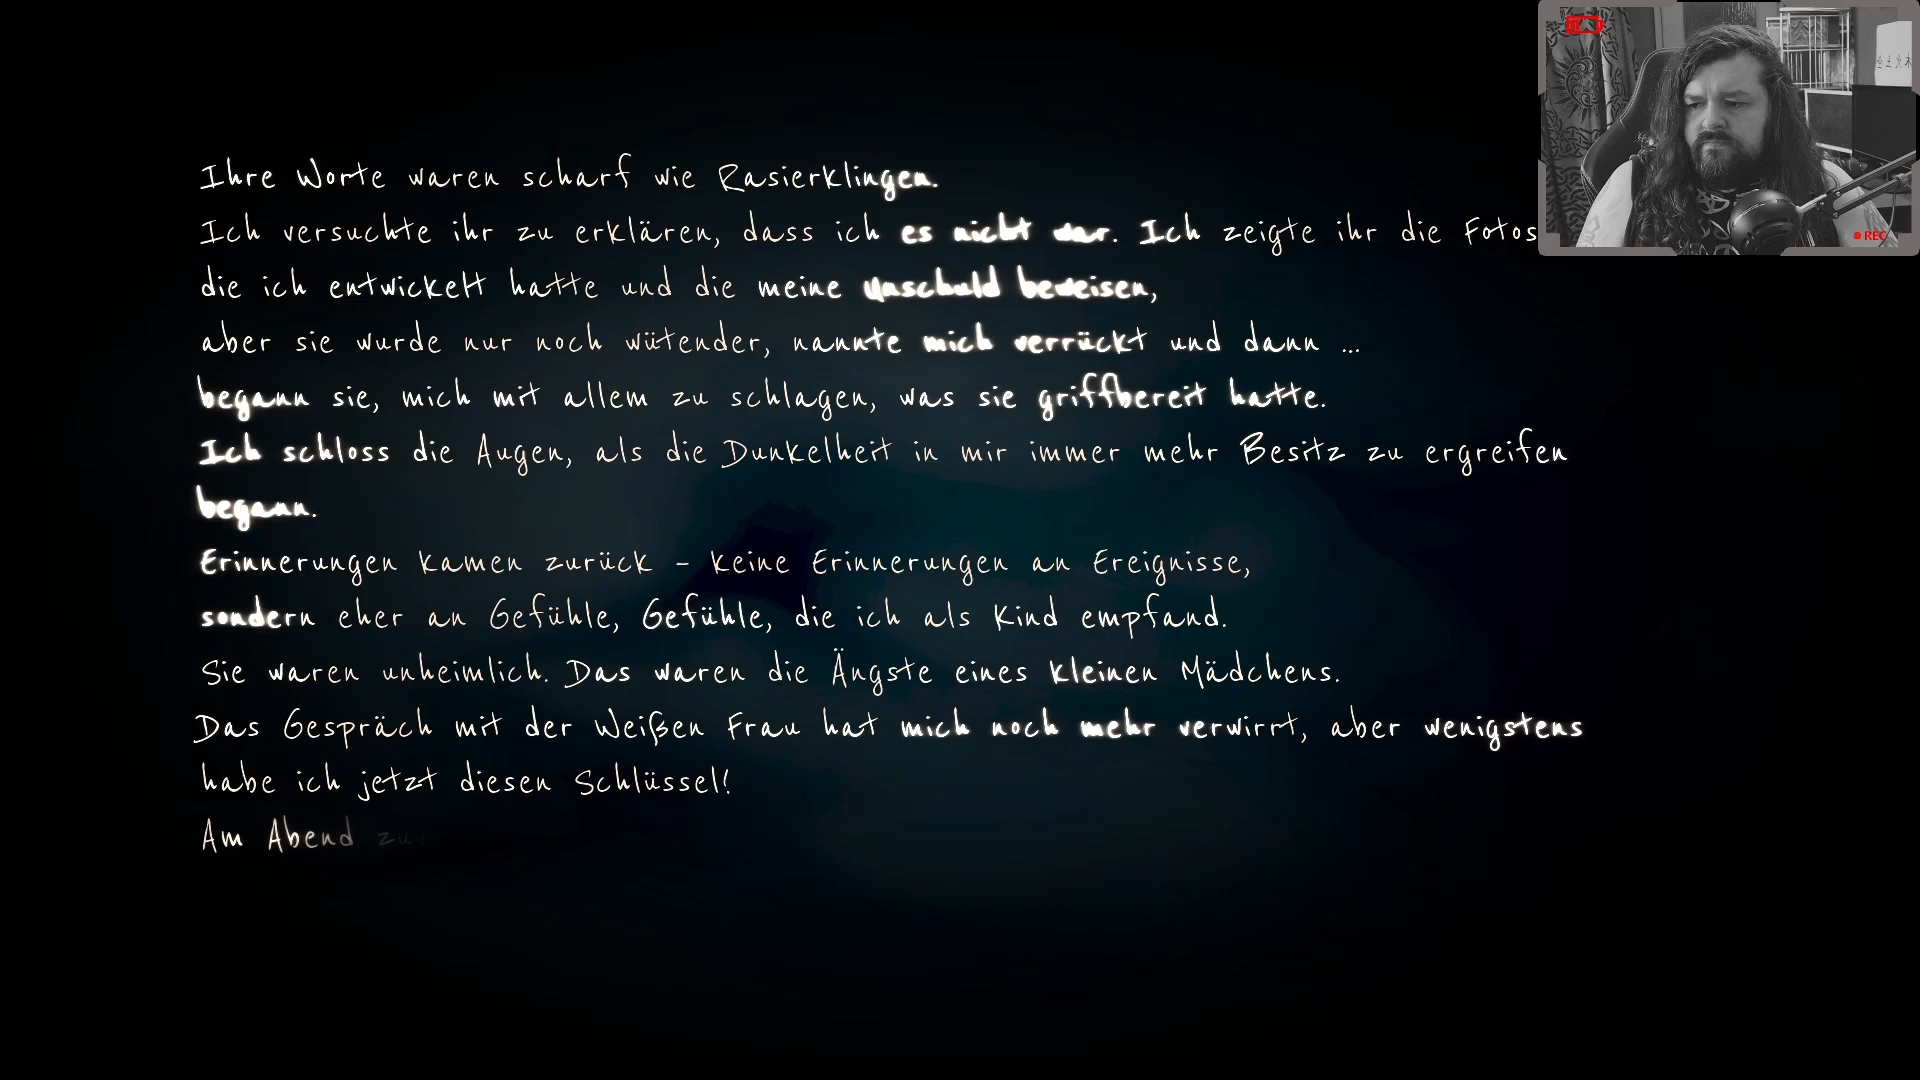 Ihre Worte waren scharf wie Rasierklingen.
Ich versuchte ihr zu erklären, dass ich es nicht war. Ich zeigte ihr die Fotos
die ich entwickelt hatte und die meine Unschuld beweisen,
aber sie wurde nur noch wütender, nannte mich verrückt und dann ...
begann sie, mich mit allem zu schlagen, was sie griffbereit hatte.
Ich schloss die Augen, als die Dunkelheit in mir immer mehr Besitz zu ergreifen
begann.
Erinnerungen kamen zurück – keine Erinnerungen an Ereignisse,
sondern eher an Gefühle, Gefühle, die ich als Kind empfand.
Sie waren unheimlich. Das waren die Ängste eines kleinen Mädchens.
Das Gespräch mit der Weißen Frau hat mich noch mehr verwirrt, aber wenigstens
habe ich jetzt diesen Schlüssel!
Am Abend
REC